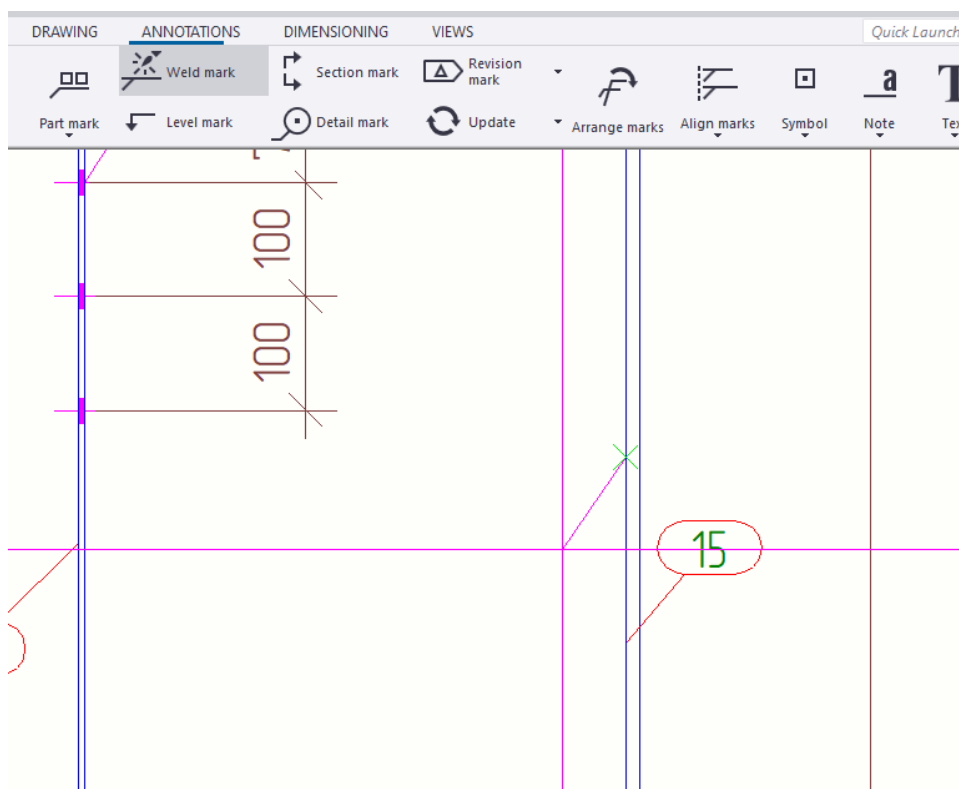 DRAWING ANNOTATIONS DIMENSIONING VIEWS Quick Launch
Weld mark Section mark Revision mark
Part mark Level mark Detail mark Update Arrange marks Align marks Symbol Note
100
100
15